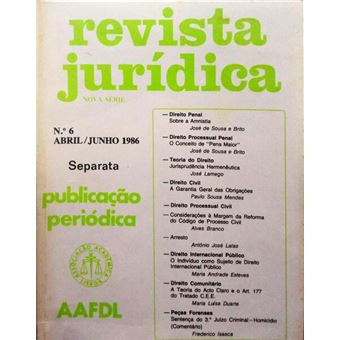 revista
jurídica
NOVA SÉRIE
N.º 6
ABRIL/JUNHO 1986
Separata
publicação
periódica
ASSOCIAÇÃO ACADÉMICA
LISBOA
AAFDL
— Direito Penal
Sobre a Amnistia
José de Sousa e Brito
— Direito Processual Penal
O Conceito de "Pena Maior"
José de Sousa e Brito
— Teoria do Direito
Jurisprudência Hermenêutica
José Lamego
— Direito Civil
A Garantia Geral das Obrigações
Paulo Sousa Mendes
— Direito Processual Civil
— Considerações à Margem da Reforma
do Código de Processo Civil
Alves Branco
— Arresto
António José Latas
— Direito Internacional Público
O Indivíduo como Sujeito de Direito
Internacional Público
Maria Andrade Esteves
— Direito Comunitário
A Teoria do Acto Claro e o Art. 177
do Tratado C.E.E.
Maria Luísa Duarte
— Peças Forenses
Sentença do 3.º Juízo Criminal - Homicídio
(Comentário)
Frederico Isasca